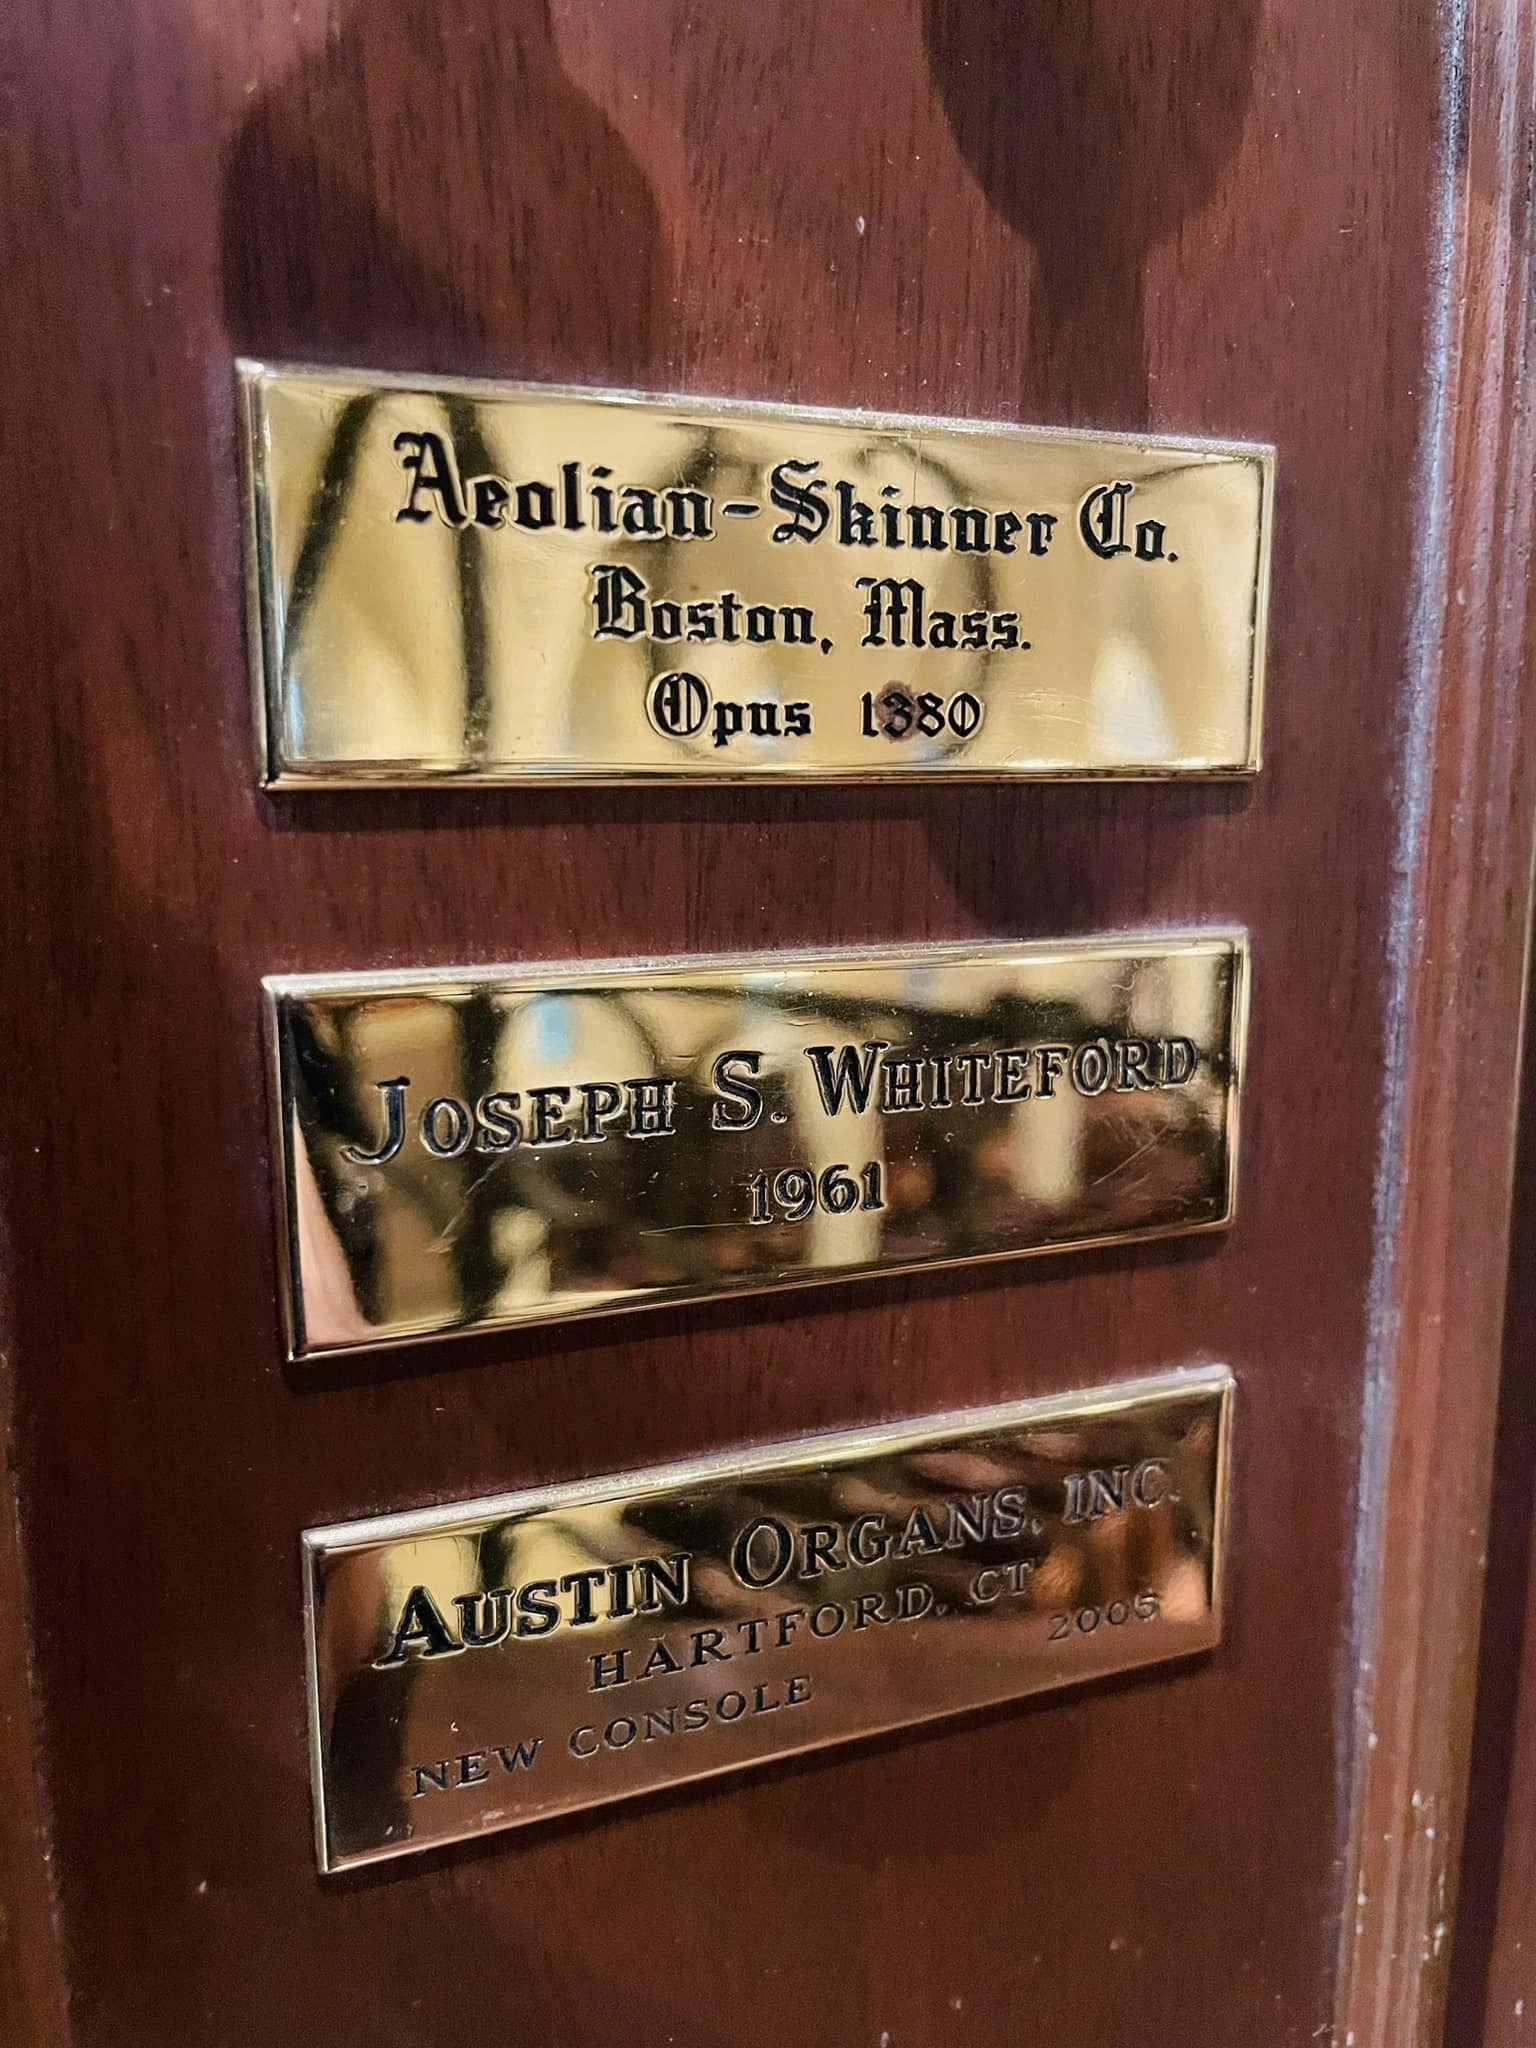 Aeolian-Skinner Co.
Boston, Mass.
Opus 1380
JOSEPH S. WHITEFORD
1961
AUSTIN ORGANS, INC.
HARTFORD, CT
NEW CONSOLE 2005